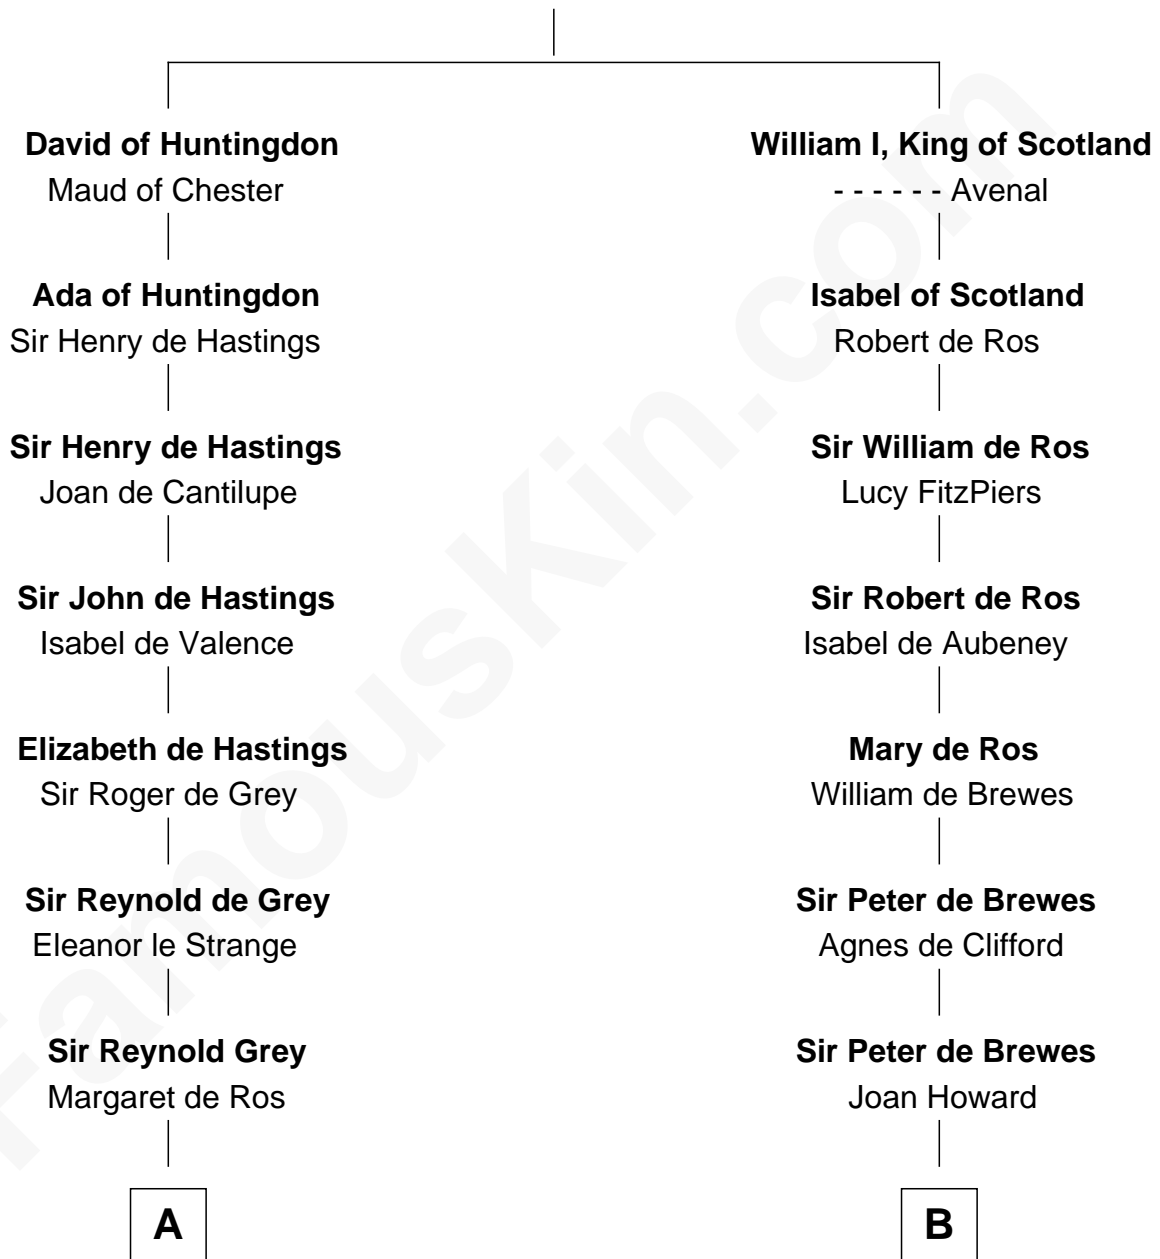 David of Huntingdon
Maud of Chester
Ada of Huntingdon
Sir Henry de Hastings
Sir Henry de Hastings
Joan de Cantilupe
Sir John de Hastings
Isabel de Valence
Elizabeth de Hastings
Sir Roger de Grey
Sir Reynold de Grey
Eleanor le Strange
Sir Reynold Grey
Margaret de Ros
A
William I, King of Scotland
- - - - - - Avenal
Isabel of Scotland
Robert de Ros
Sir William de Ros
Lucy FitzPiers
Sir Robert de Ros
Isabel de Aubeney
Mary de Ros
William de Brewes
Sir Peter de Brewes
Agnes de Clifford
Sir Peter de Brewes
Joan Howard
B
FamousKin.com